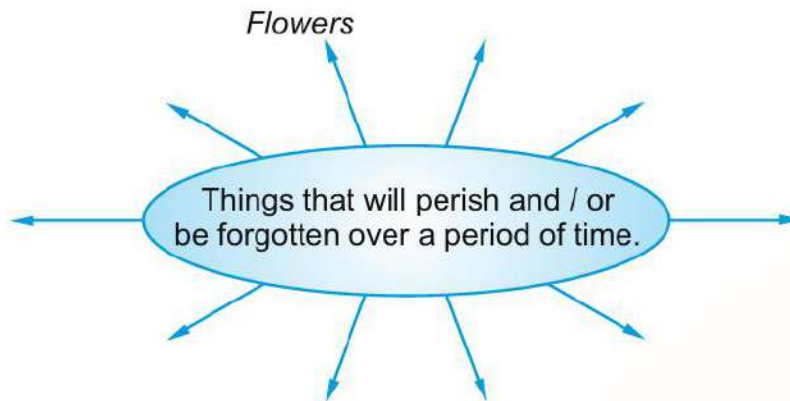 Flowers
Things that will perish and / or
be forgotten over a period of time.